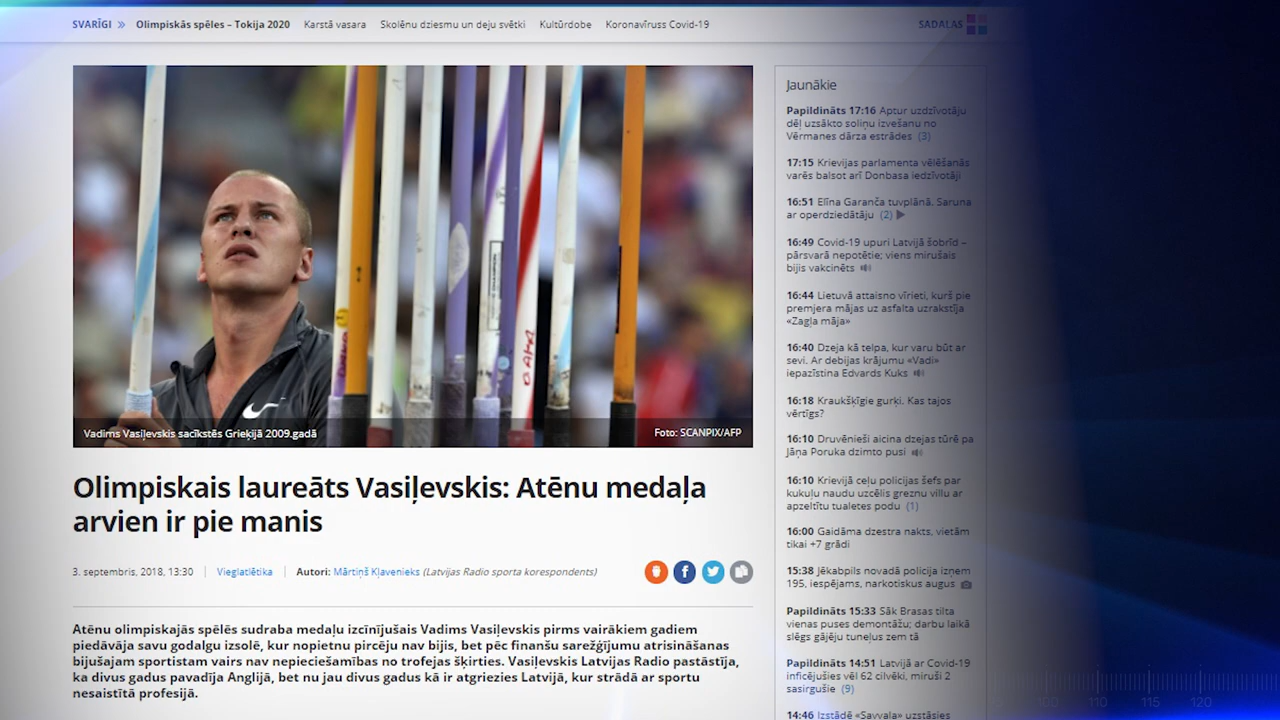 SVARĪGI » Olimpiskās spēles – Tokija 2020 Karstā vasara Skolēnu dziesmu un deju svētki Kultūrdobe Koronavīruss Covid-19 SADAĻAS
Vadims Vasiļevskis sacīkstēs Grieķijā 2009.gadā
Foto: SCANPIX/AFP
Olimpiskais laureāts Vasiļevskis: Atēnu medaļa
arvien ir pie manis
3. septembris, 2018, 13:30 Vieglatlētika Autori: Mārtiņš Kļavenieks (Latvijas Radio sporta korespondents)
Atēnu olimpiskajās spēlēs sudraba medaļu izcīnījušais Vadims Vasiļevskis pirms vairākiem gadiem
piedāvāja savu godalgu izsolē, kur nopietnu pircēju nav bijis, bet pēc finanšu sarežģījumu atrisināšanas
bijušajam sportistam vairs nav nepieciešamības no trofejas šķirties. Vasiļevskis Latvijas Radio pastāstīja,
ka divus gadus pavadīja Anglijā, bet nu jau divus gadus kā ir atgriezies Latvijā, kur strādā ar sportu
nesaistītā profesijā.
Jaunākie
Papildināts 17:16 Aptur uzdzīvotāju
dēļ uzsākto soliņu izvešanu no
Vērmanes dārza estrādes (3)
17:15 Krievijas parlamenta vēlēšanās
varēs balsot arī Donbasa iedzīvotāji
16:51 Elīna Garanča tuvplānā. Saruna
ar operdziedātāju (2)
16:49 Covid-19 upuri Latvijā šobrīd –
pārsvarā nepotētie; viens mirušais
bijis vakcinēts
16:44 Lietuvā attaisno vīrieti, kurš pie
premjera mājas uz asfalta uzrakstīja
«Zagļa māja»
16:40 Dzeja kā telpa, kur varu būt ar
sevi. Ar debijas krājumu «Vadi»
iepazīstina Edvards Kuks
16:18 Kraukšķīgie gurķi. Kas tajos
vērtīgs?
16:10 Druvēnieši aicina dzejas tūrē pa
Jāņa Poruka dzimto pusi
16:10 Krievijā ceļu policijas šefs par
kukuļu naudu uzcēlis greznu villu ar
apzeltītu tualetes podu (1)
16:00 Gaidāma dzestra nakts, vietām
tikai +7 grādi
15:38 Jēkabpils novadā policija izņem
195, iespējams, narkotiskus augus
Papildināts 15:33 Sāk Brasas tilta
vienas puses demontāžu; darbu laikā
slēgs gājēju tuneļus zem tā
Papildināts 14:51 Latvijā ar Covid-19
inficējušies vēl 62 cilvēki, miruši 2
sasirgušie (9)
14:46 Izstādē «Savvaļa» uzstāsies
100 110 115 120